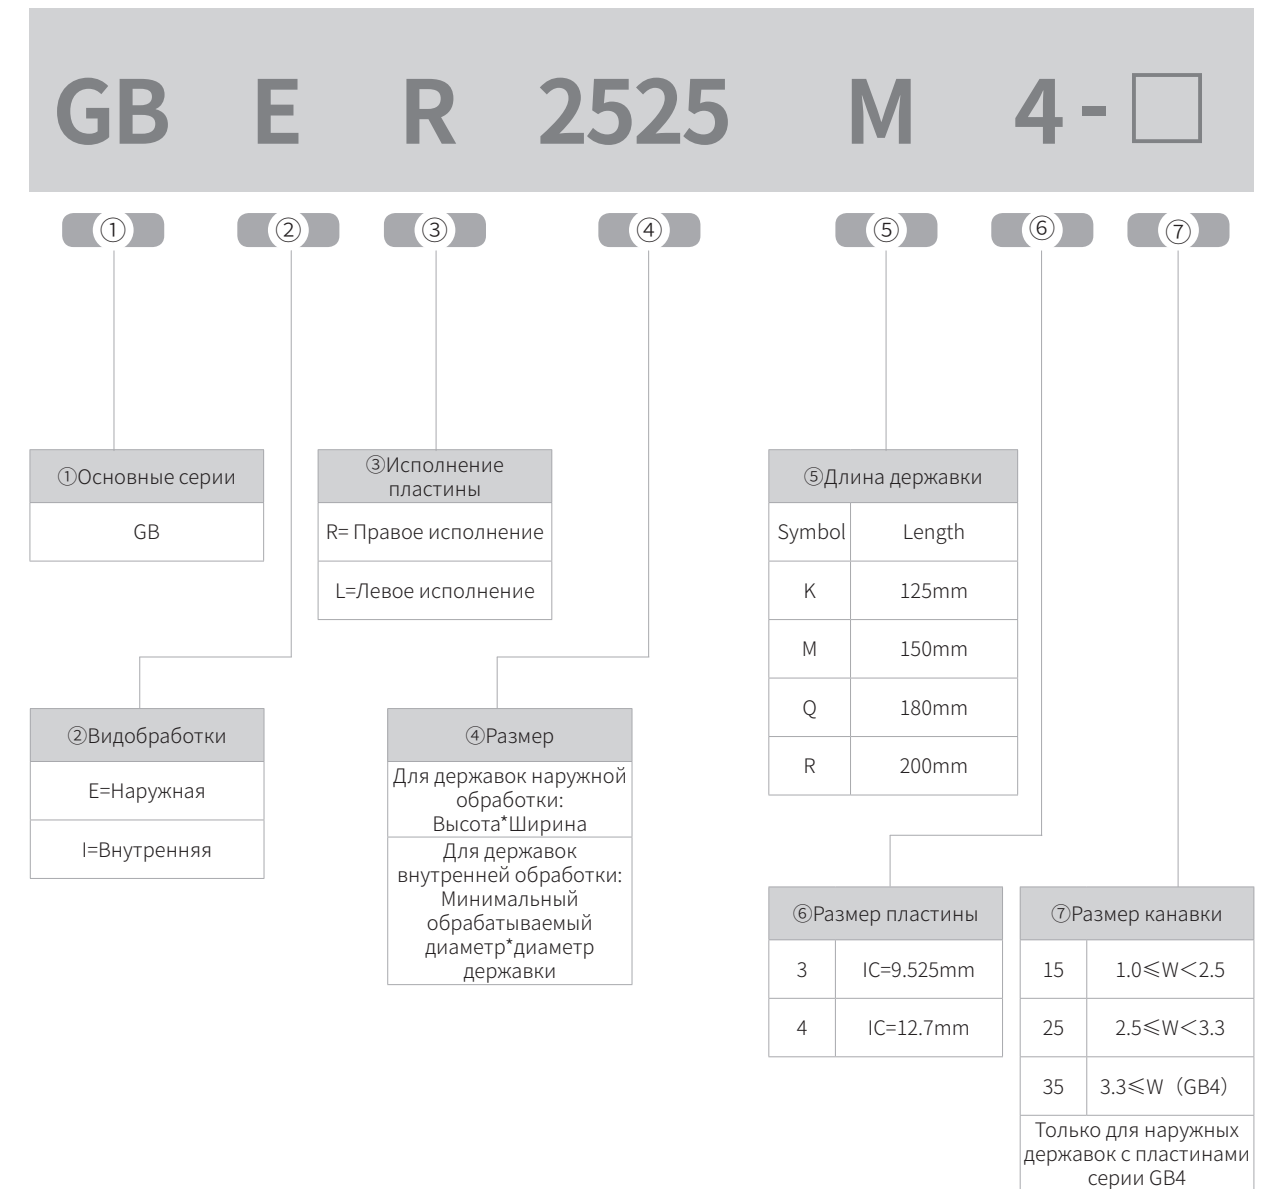 GB E R 2525 M 4-□
① ② ③ ④ ⑤ ⑥ ⑦
①Основные серии
GB
③Исполнение
пластины
R= Правое исполнение
L=Левое исполнение
⑤Длина державки
Symbol Length
K 125mm
M 150mm
Q 180mm
R 200mm
②Видобработки
E=Наружная
I=Внутренняя
④Размер
Для державок наружной
обработки:
Высота*Ширина
Для державок
внутренней обработки:
Минимальный
обрабатываемый
диаметр*диаметр
державки
⑥Размер пластины
3 IC=9.525mm
4 IC=12.7mm
⑦Размер канавки
15 1.0≤W<2.5
25 2.5≤W<3.3
35 3.3≤W（GB4）
Только для наружных
державок с пластинами
серии GB4